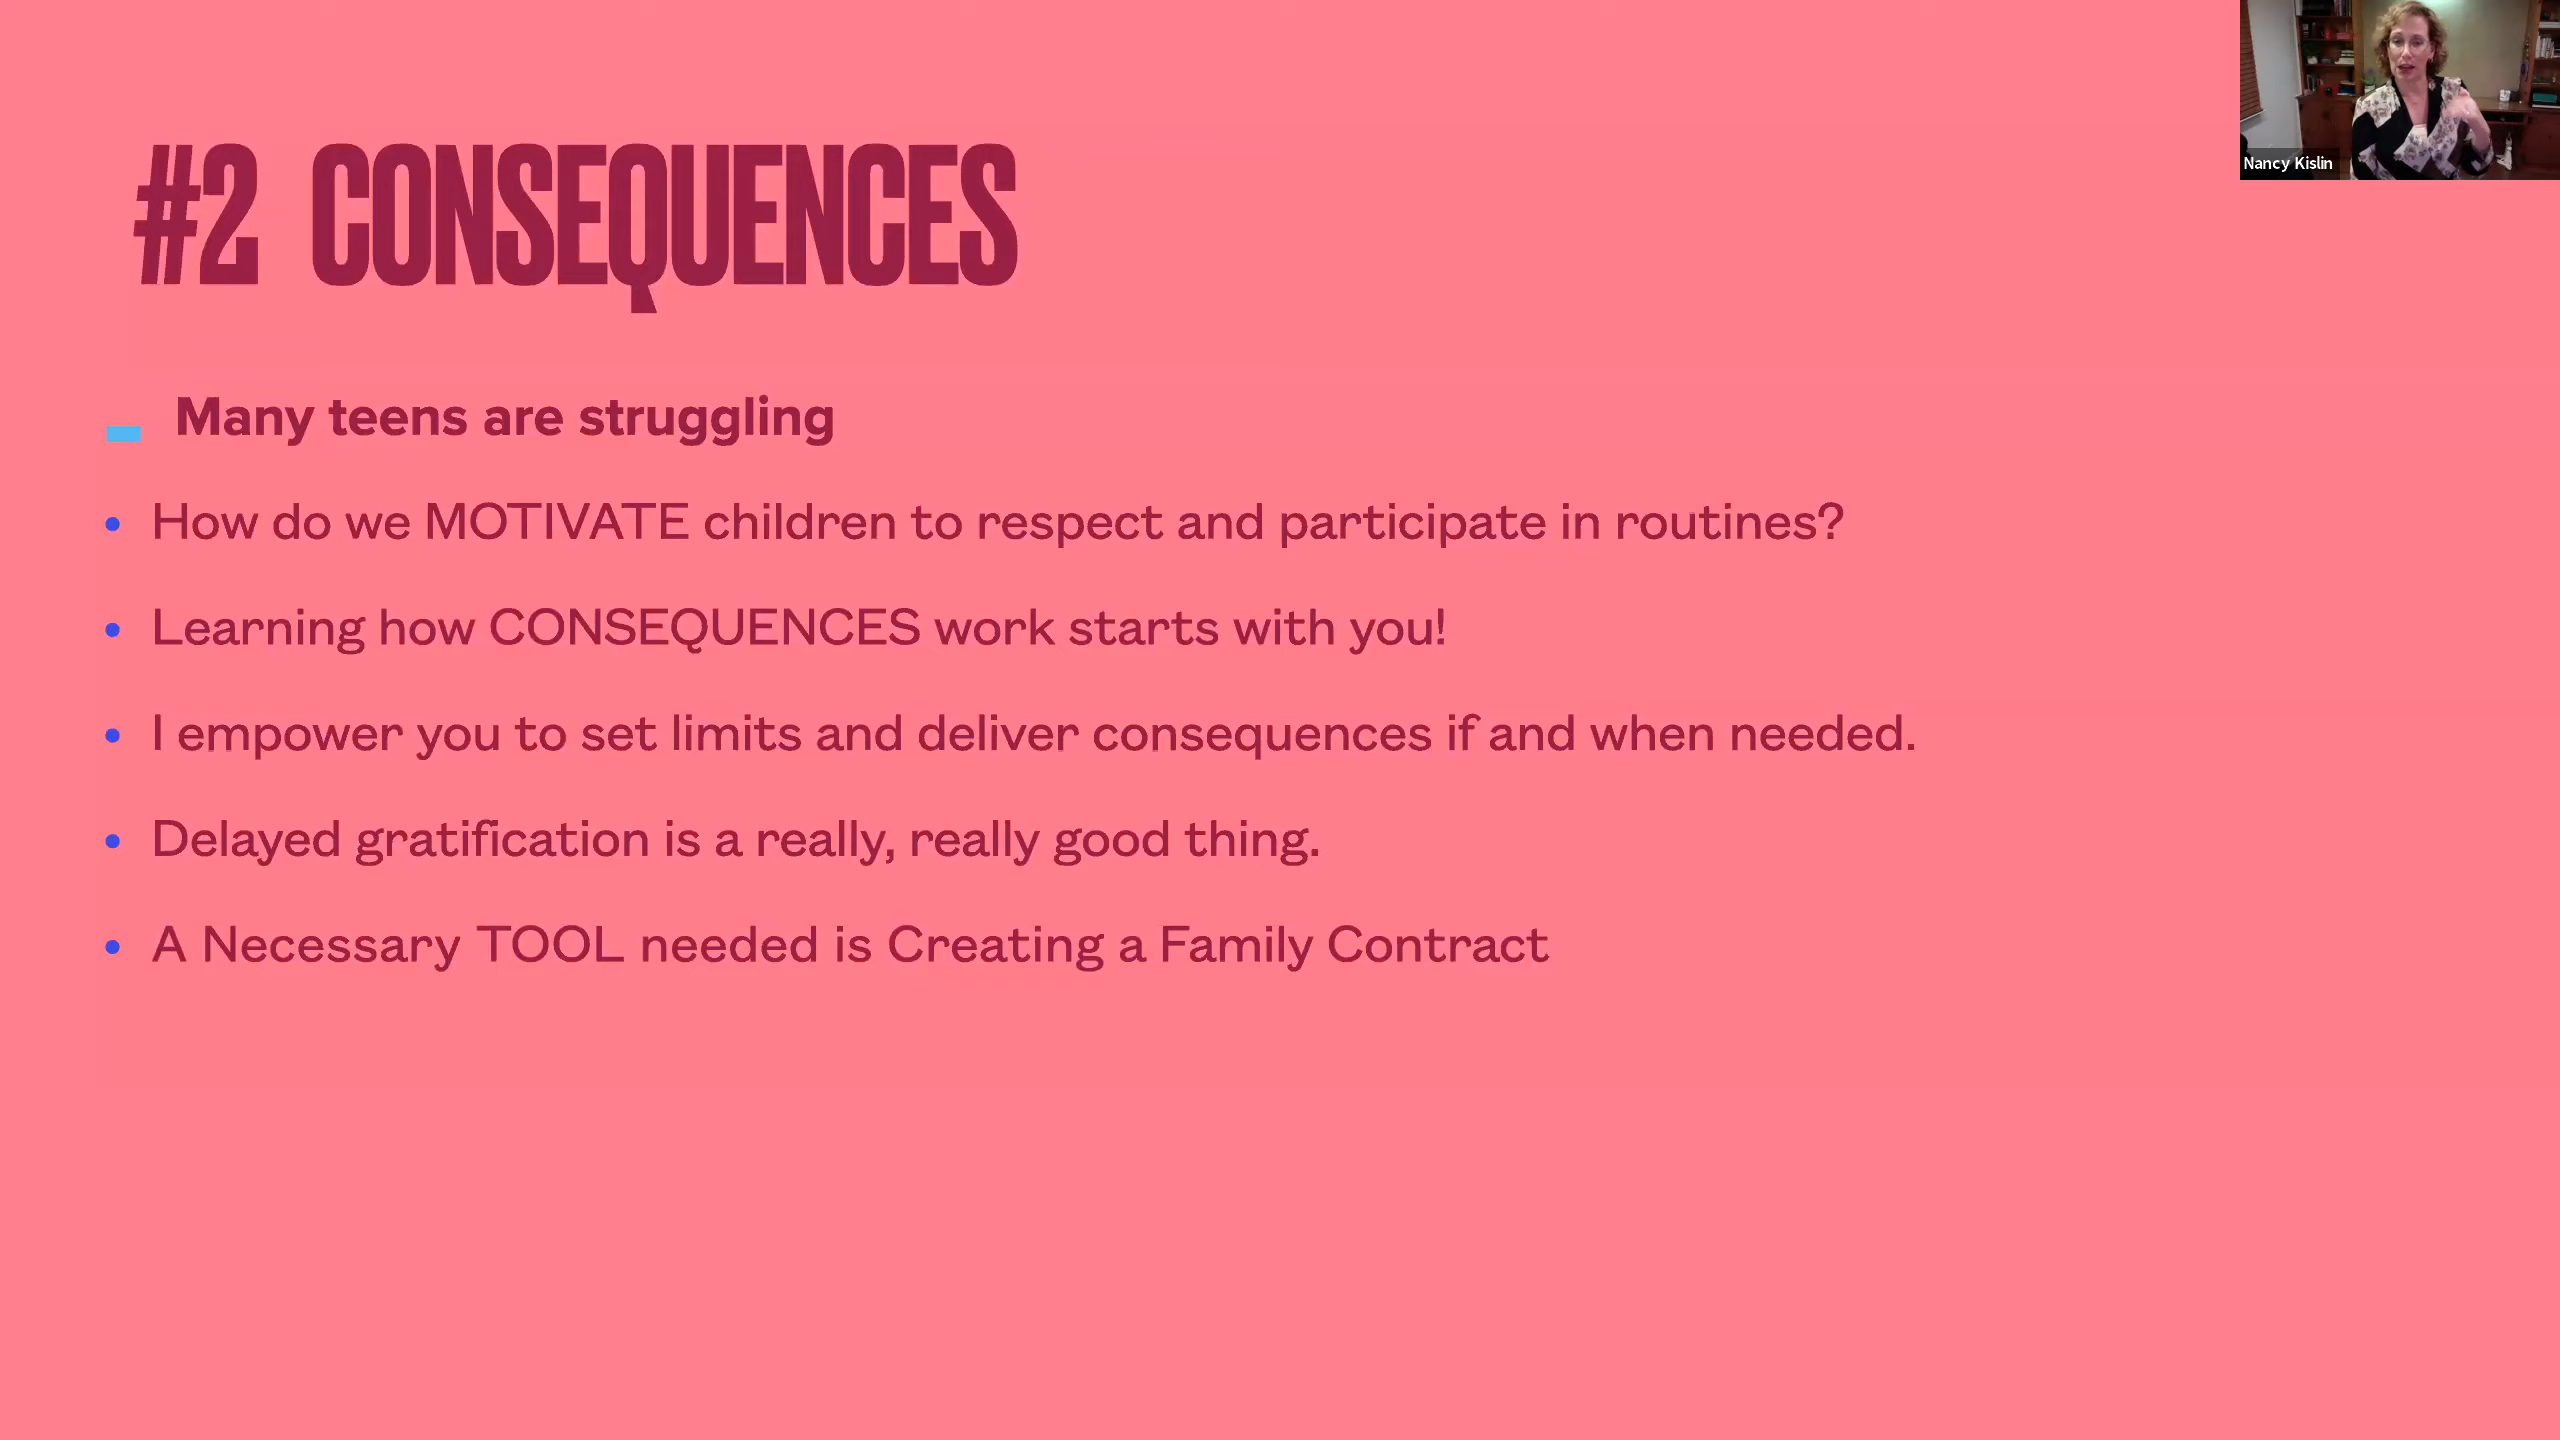 Nancy Kislin
#2 CONSEQUENCES
Many teens are struggling
• How do we MOTIVATE children to respect and participate in routines?
• Learning how CONSEQUENCES work starts with you!
• I empower you to set limits and deliver consequences if and when needed.
• Delayed gratification is a really, really good thing.
• A Necessary TOOL needed is Creating a Family Contract